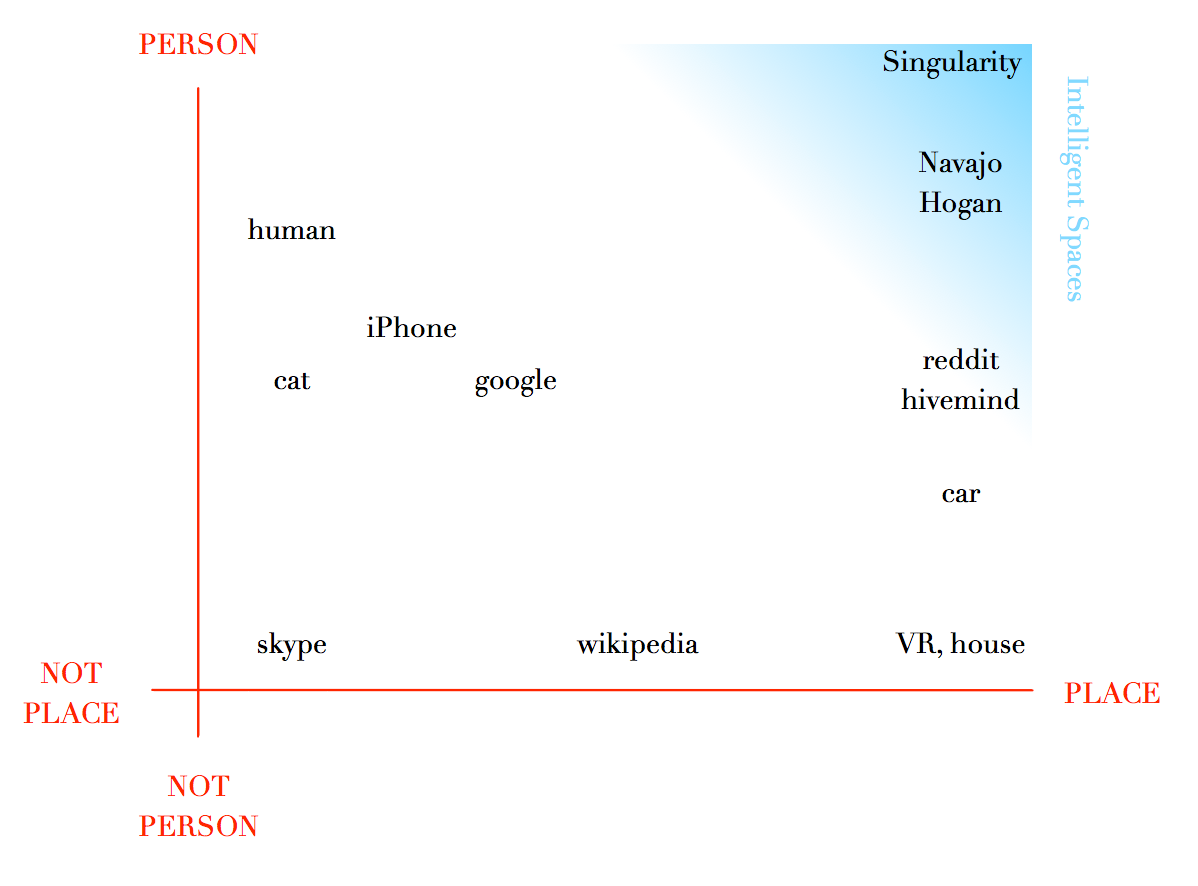 PERSON
Singularity
Intelligent Spaces
Navajo
Hogan
human
iPhone
reddit
cat
google
hivemind
car
skype
wikipedia
VR, house
NOT
PLACE
PLACE
NOT
PERSON